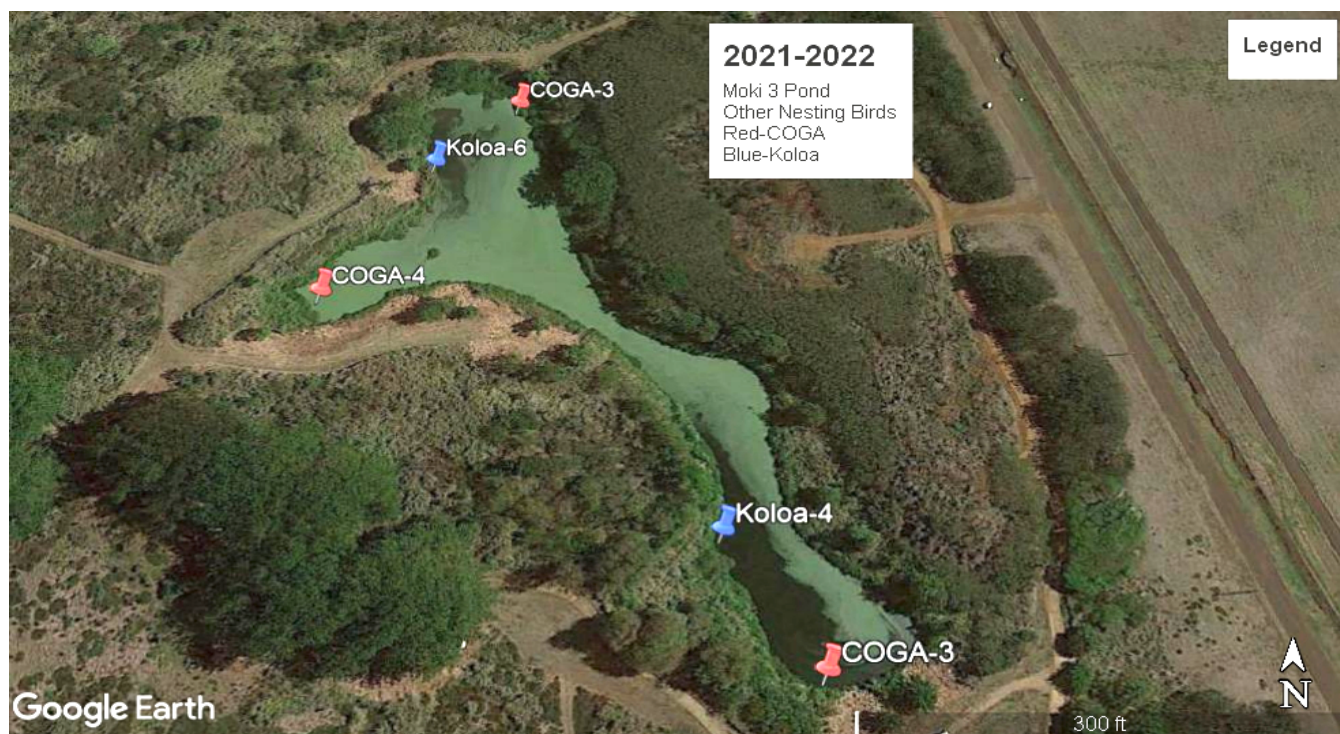 2021-2022
Moki 3 Pond
Other Nesting Birds
Red-COGA
Blue-Koloa
Legend
COGA-3
Koloa-6
COGA-4
Koloa-4
COGA-3
Google Earth
N
300 ft